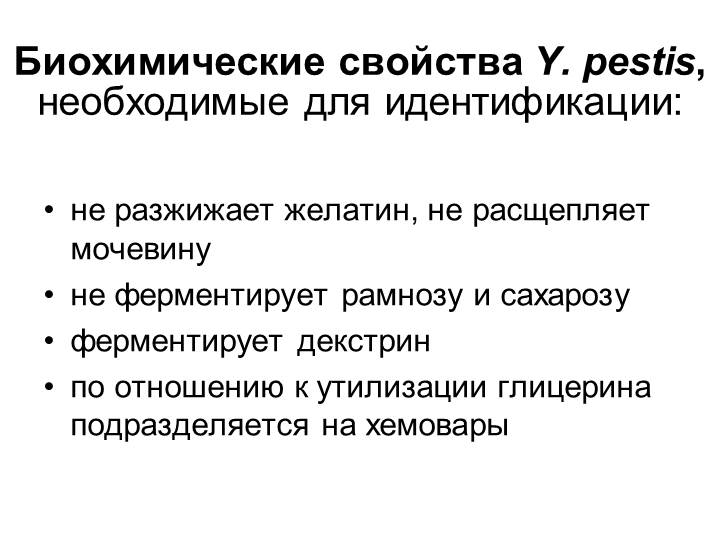 Биохимические свойства Y. pestis,
необходимые для идентификации:
• не разжижает желатин, не расщепляет
мочевину
• не ферментирует рамнозу и сахарозу
• ферментирует декстрин
• по отношению к утилизации глицерина
подразделяется на хемовары